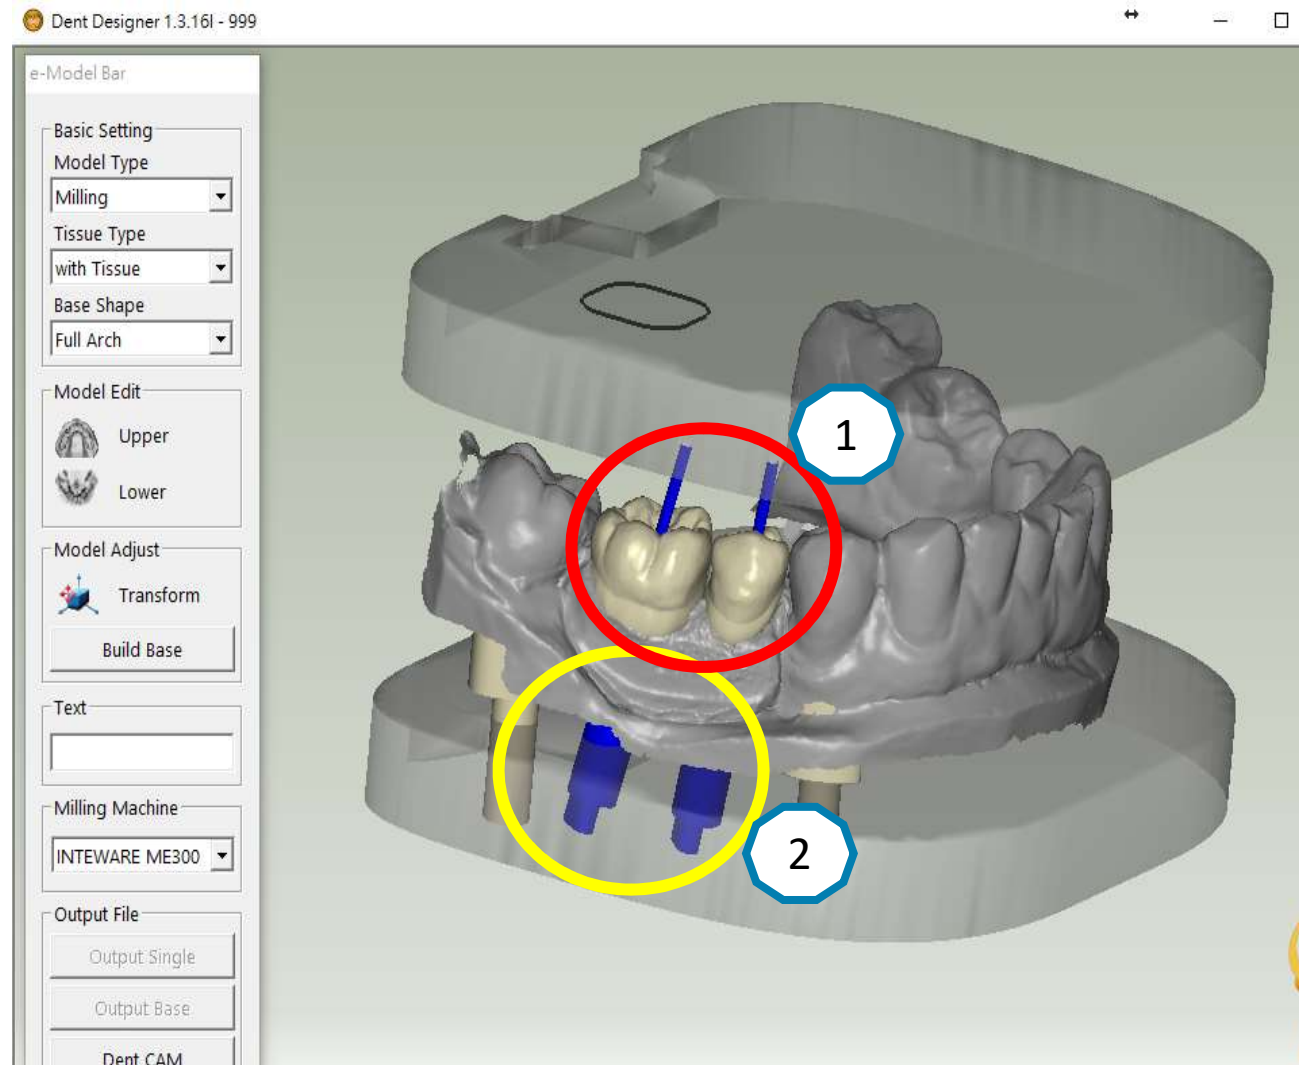 Dent Designer 1.3.16l - 999
e-Model Bar
Basic Setting
Model Type
Milling
Tissue Type
with Tissue
Base Shape
Full Arch
Model Edit
Upper
Lower
Model Adjust
Transform
Build Base
Text
Milling Machine
INTEWARE ME300
Output File
Output Single
Output Base
Dent CAM
1
2